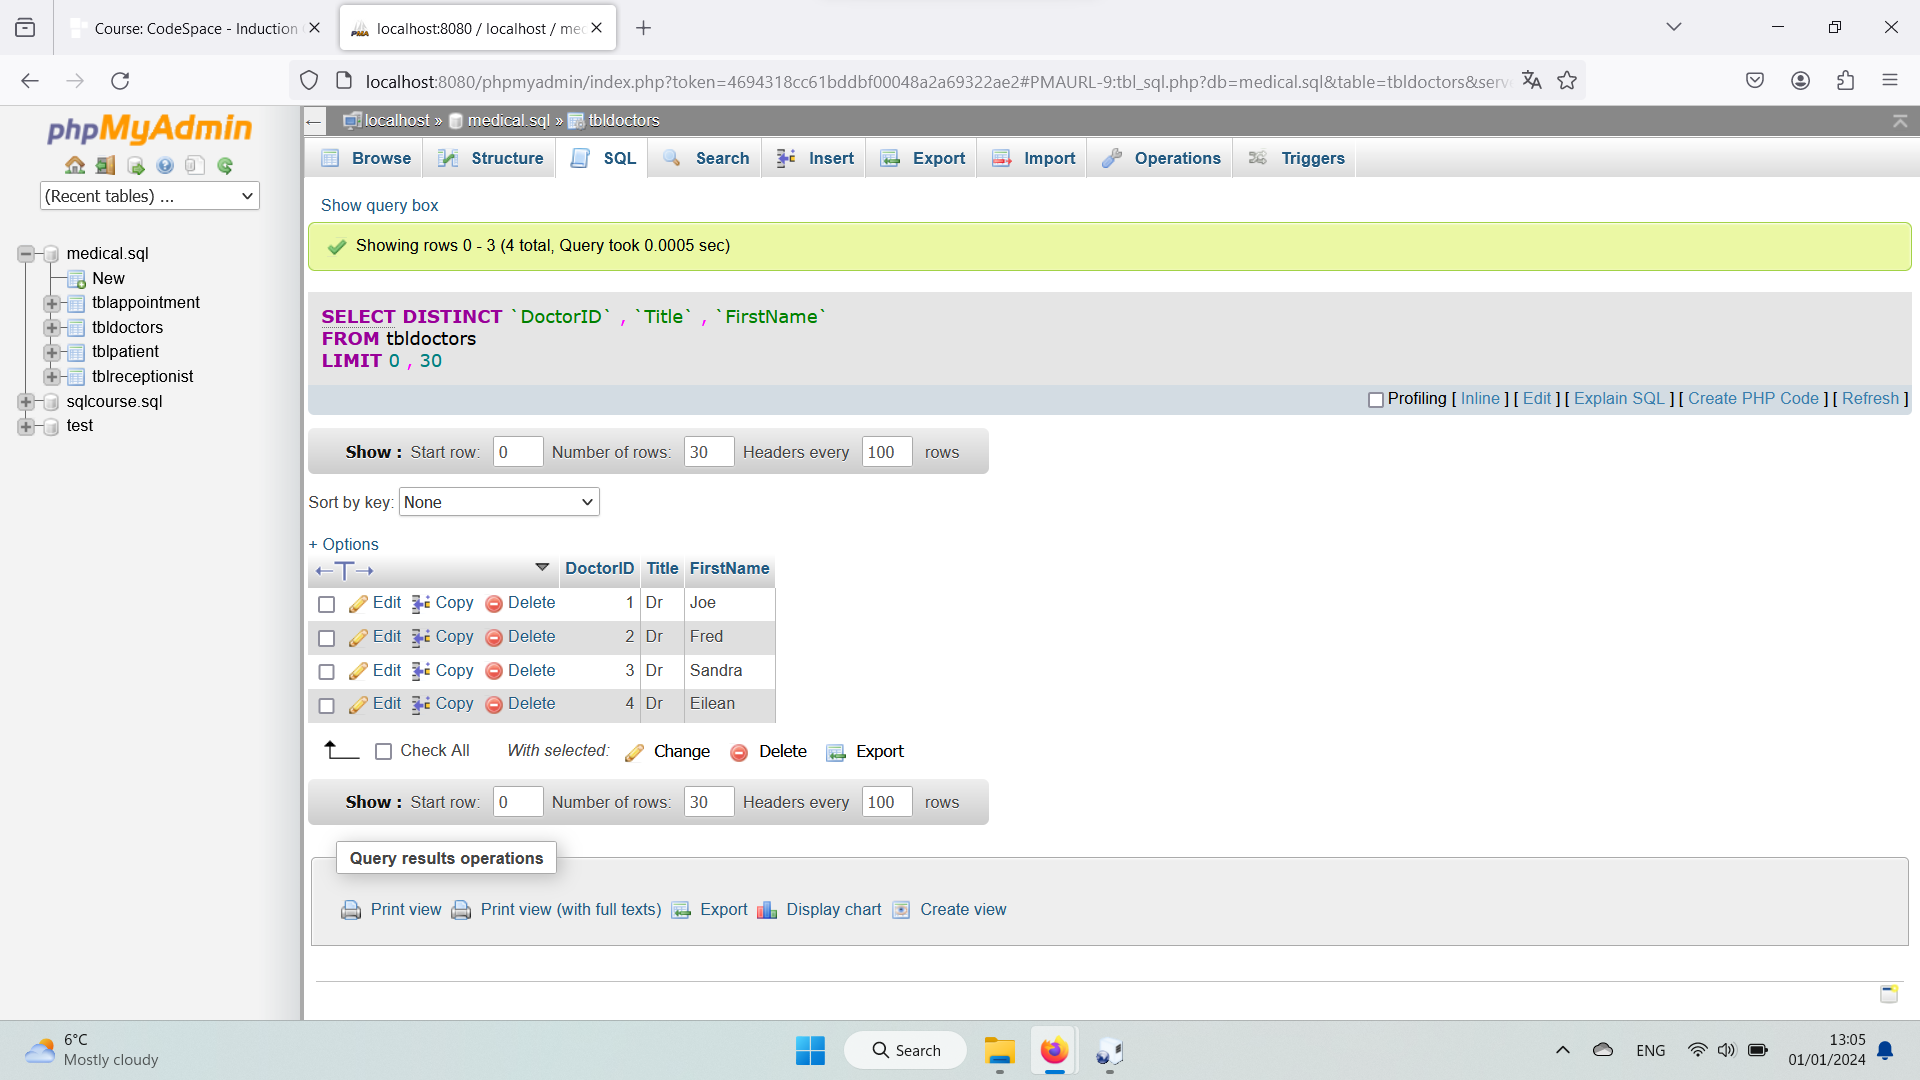 Course: CodeSpace - Induction
localhost:8080 / localhost / med
localhost:8080/phpmyadmin/index.php?token=4694318cc61bddbf00048a2a69322ae2#PMAURL-9:tbl_sql.php?db=medical.sql&table=tbldoctors&serv
phpMyAdmin
(Recent tables) ...
medical.sql
New
tblappointment
tbldoctors
tblpatient
tblreceptionist
sqlcourse.sql
test
localhost » medical.sql » tbldoctors
Browse Structure SQL Search Insert Export Import Operations Triggers
Show query box
Showing rows 0 - 3 (4 total, Query took 0.0005 sec)
SELECT DISTINCT `DoctorID` , `Title` , `FirstName`
FROM tbldoctors
LIMIT 0 , 30
Profiling [ Inline ] [ Edit ] [ Explain SQL ] [ Create PHP Code ] [ Refresh ]
Show : Start row: 0 Number of rows: 30 Headers every 100 rows
Sort by key: None
+ Options
←T→ DoctorID Title FirstName
Edit Copy Delete 1 Dr Joe
Edit Copy Delete 2 Dr Fred
Edit Copy Delete 3 Dr Sandra
Edit Copy Delete 4 Dr Eilean
Check All With selected: Change Delete Export
Show : Start row: 0 Number of rows: 30 Headers every 100 rows
Query results operations
Print view Print view (with full texts) Export Display chart Create view
6°C
Mostly cloudy
Search
ENG
13:05
01/01/2024